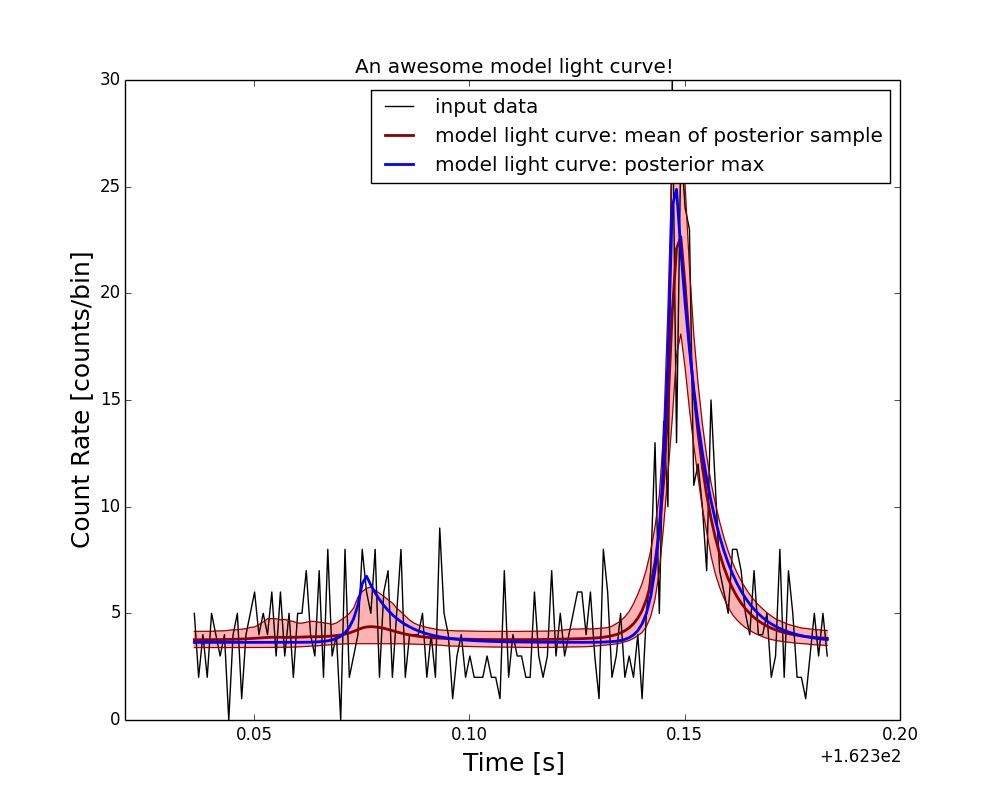 An awesome model light curve!
30
input data
model light curve: mean of posterior sample
model light curve: posterior max
25
20
15
10
5
0
Count Rate [counts/bin]
0.05 0.10 0.15 0.20
+1.623e2
Time [s]